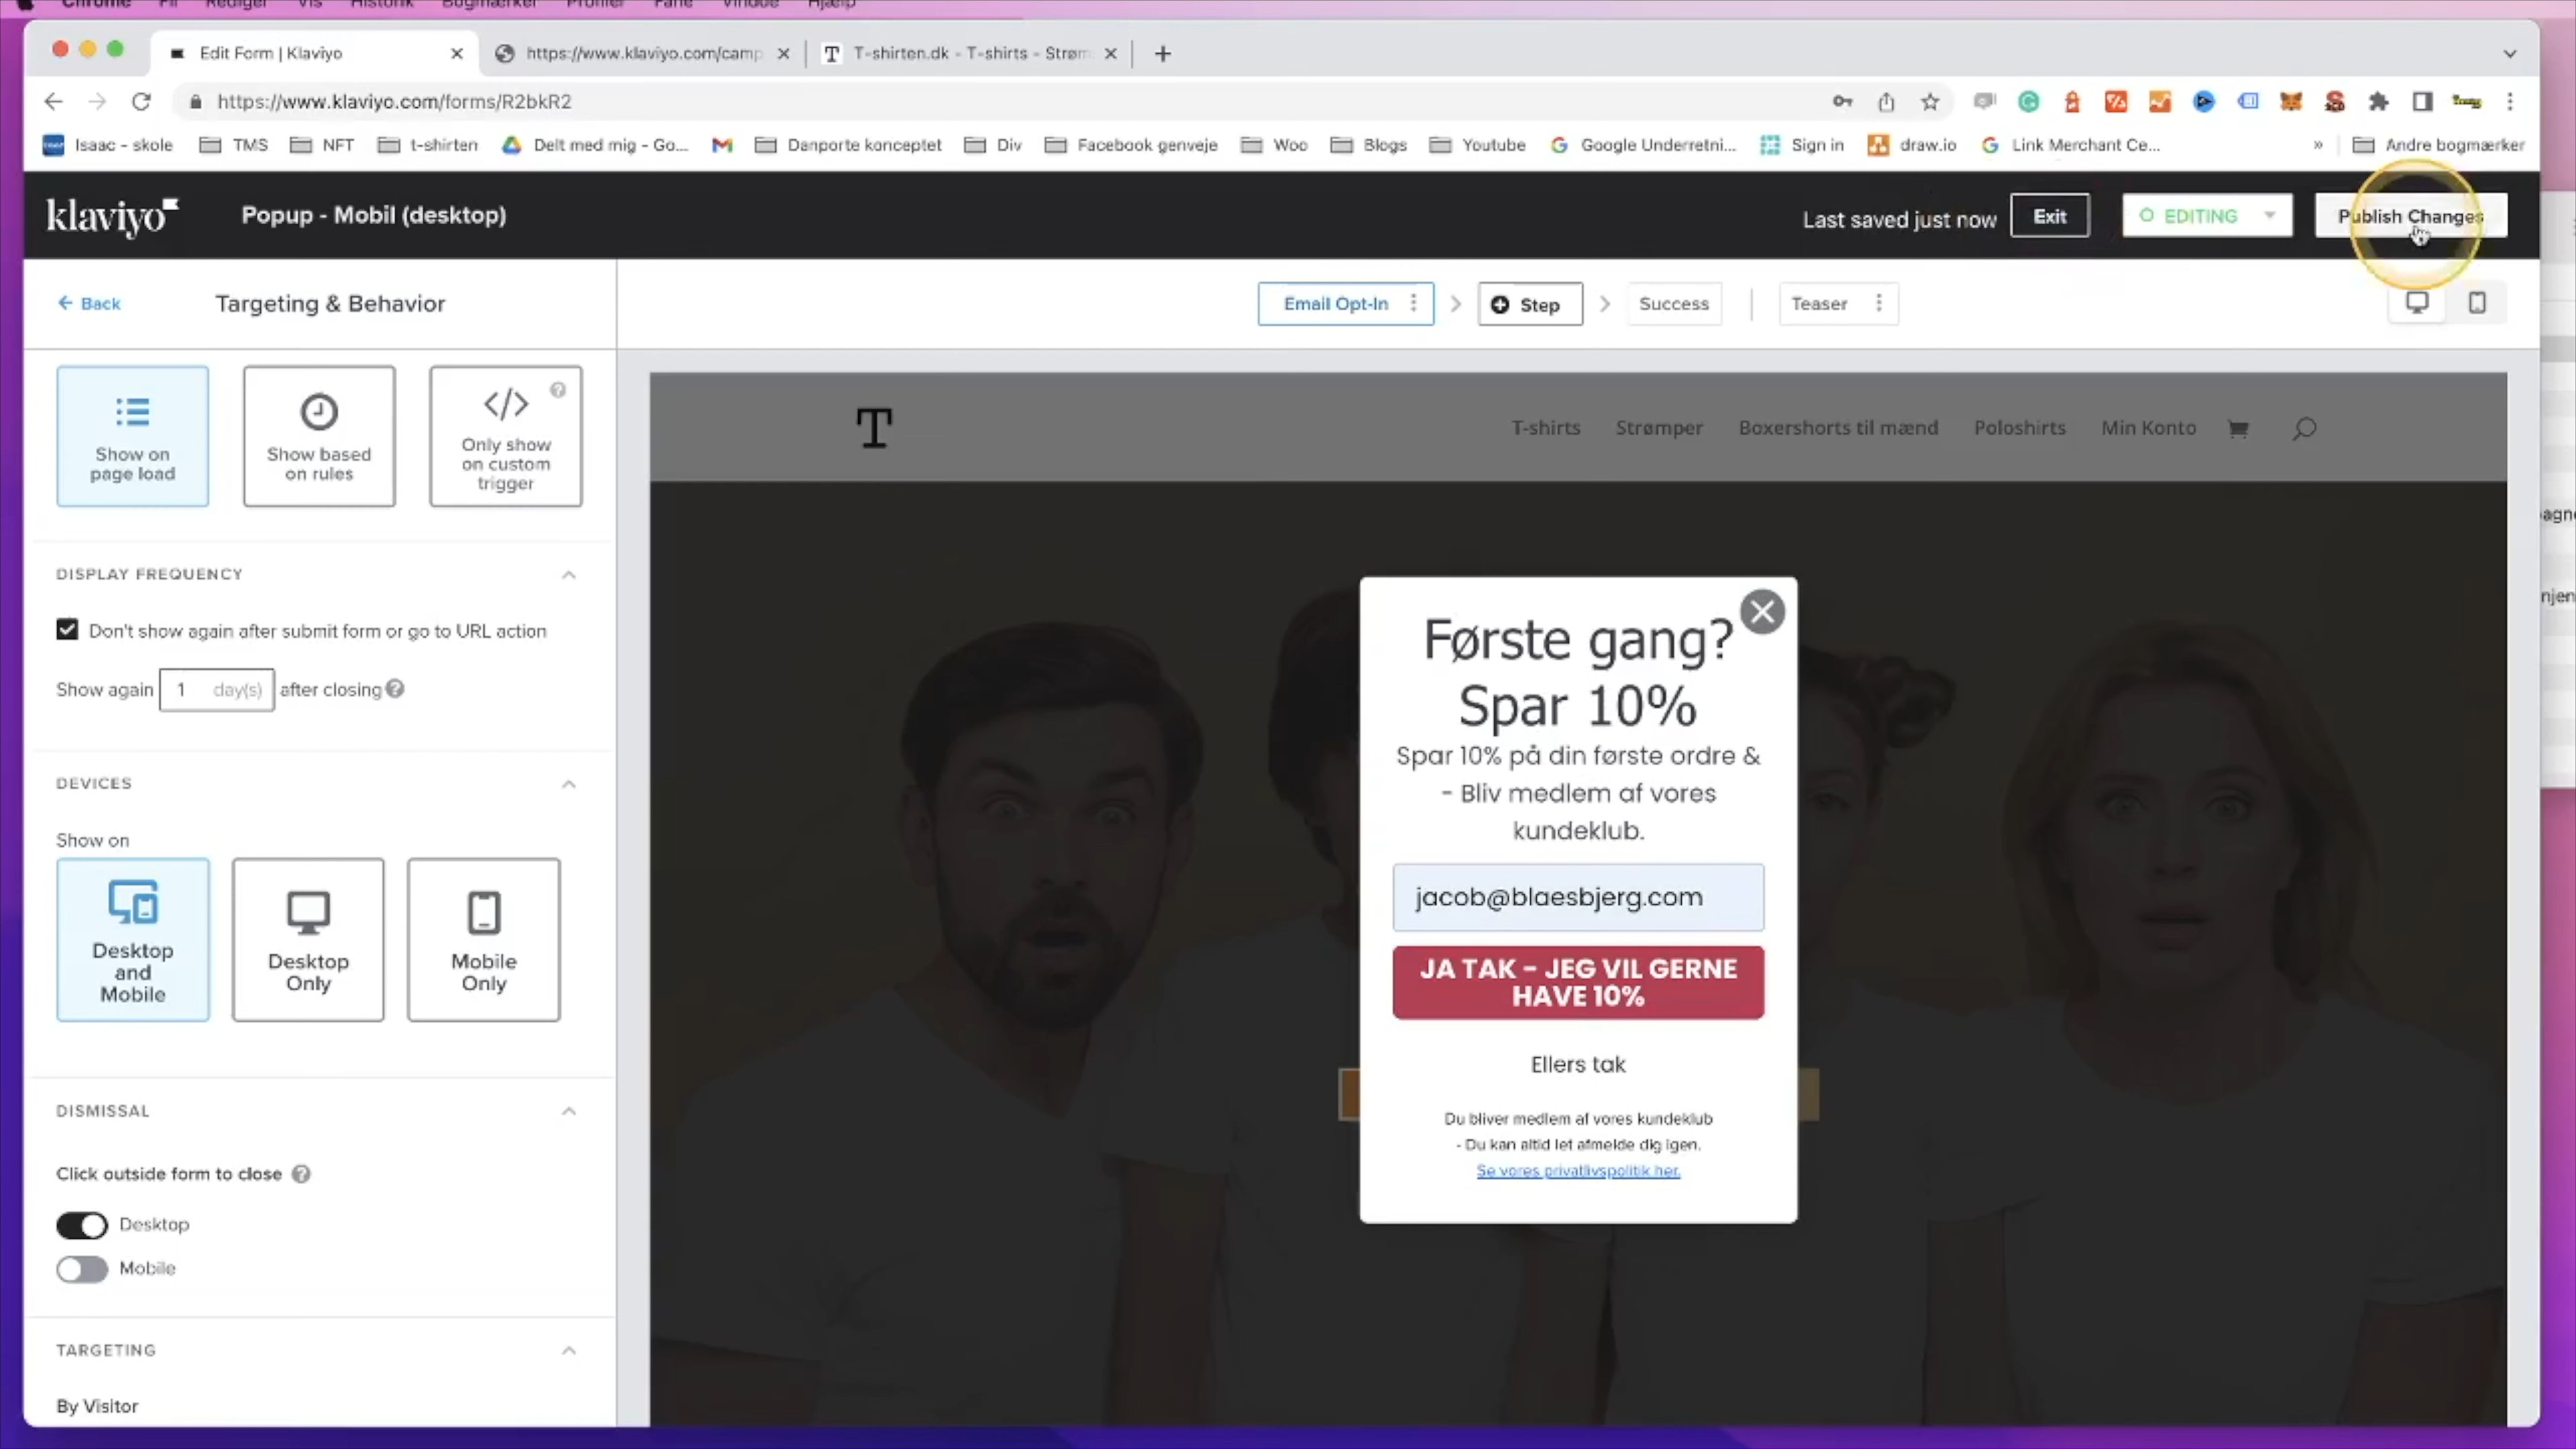 Chrome
Rediger
Vis
Historik
Bogmærker
Profiler
Fane
Vindue
Hjælp
Edit Form | Klaviyo
https://www.klaviyo.com/camp
T-shirten.dk - T-shirts - Strøm
https://www.klaviyo.com/forms/R2bkR2
Isaac - skole
TMS
NFT
t-shirten
Delt med mig - Go...
Danporte konceptet
Div
Facebook genveje
Woo
Blogs
Youtube
Google Underretni...
Sign in
draw.io
Link Merchant Ce...
»
Andre bogmærker
klaviyo
Popup - Mobil (desktop)
Last saved just now
Exit
EDITING
Publish Changes
Back
Targeting & Behavior
Email Opt-In
Step
Success
Teaser
Show on
page load
Show based
on rules
Only show
on custom
trigger
DISPLAY FREQUENCY
Don't show again after submit form or go to URL action
Show again 1 day(s) after closing
DEVICES
Show on
Desktop
and
Mobile
Desktop
Only
Mobile
Only
DISMISSAL
Click outside form to close
Desktop
Mobile
TARGETING
By Visitor
T
T-shirts
Strømper
Boxershorts til mænd
Poloshirts
Min Konto
Første gang?
Spar 10%
Spar 10% på din første ordre &
- Bliv medlem af vores
kundeklub.
jacob@blaesbjerg.com
JA TAK - JEG VIL GERNE
HAVE 10%
Ellers tak
Du bliver medlem af vores kundeklub
- Du kan altid let afmelde dig igen.
Se vores privatlivspolitik her.